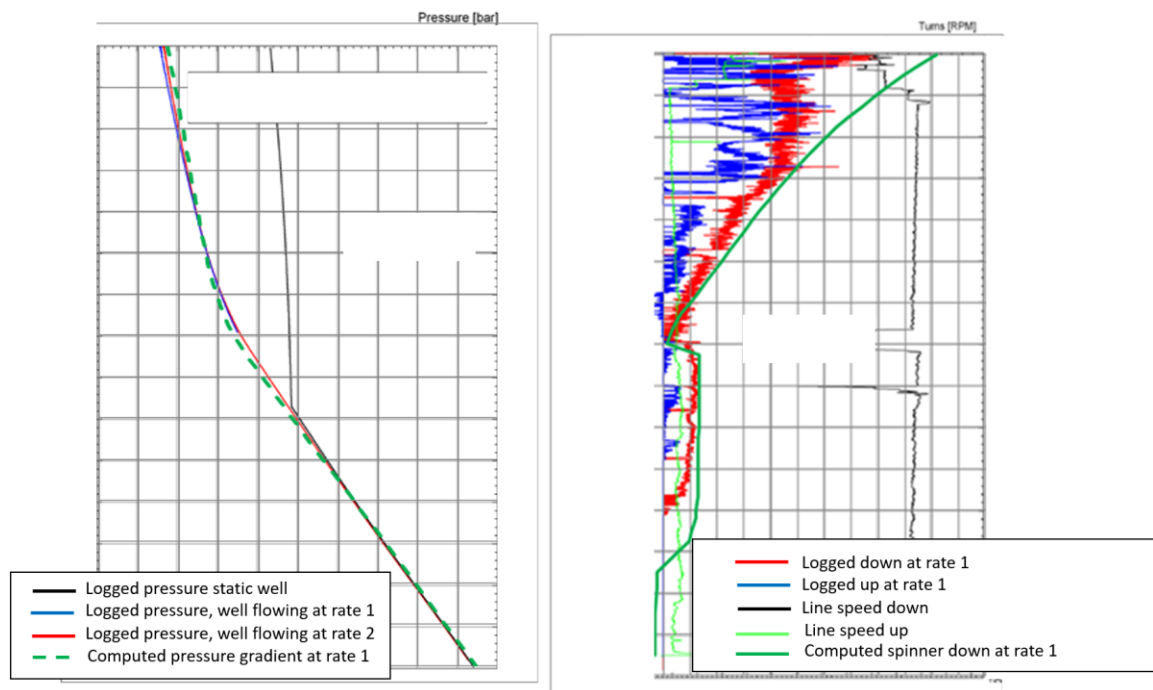 Pressure [bar]
Turns [RPM]
Logged pressure static well
Logged pressure, well flowing at rate 1
Logged pressure, well flowing at rate 2
Computed pressure gradient at rate 1
Logged down at rate 1
Logged up at rate 1
Line speed down
Line speed up
Computed spinner down at rate 1